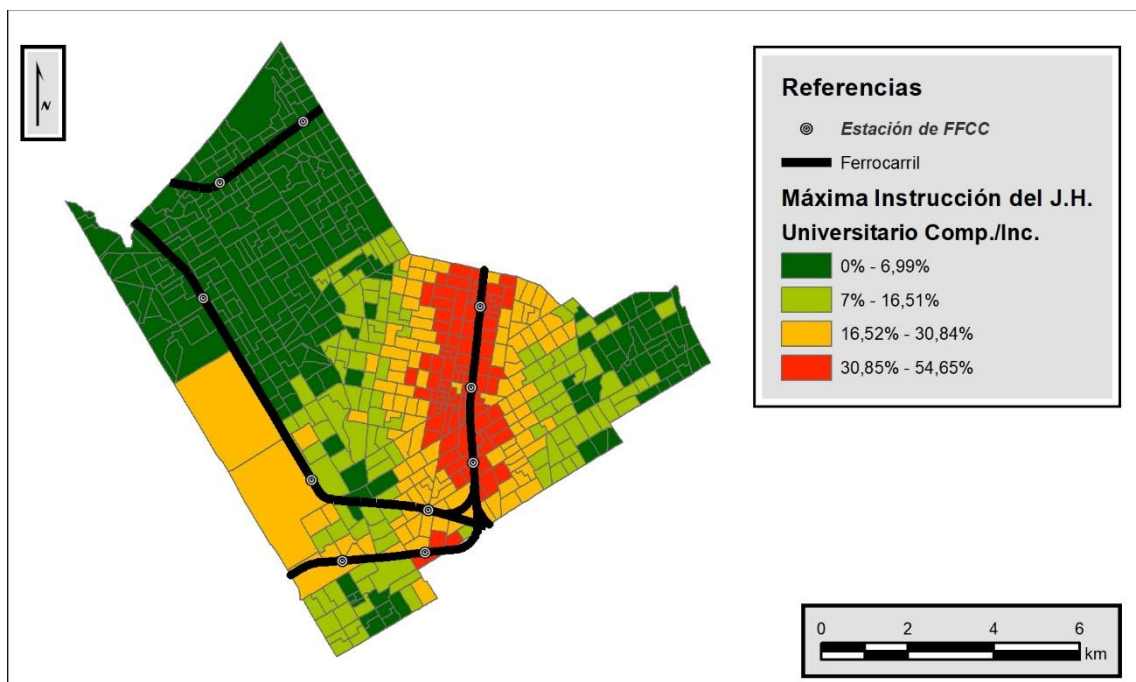 N
Referencias
Estación de FFCC
Ferrocarril
Máxima Instrucción del J.H.
Universitario Comp./Inc.
0% - 6,99%
7% - 16,51%
16,52% - 30,84%
30,85% - 54,65%
0 2 4 6
km